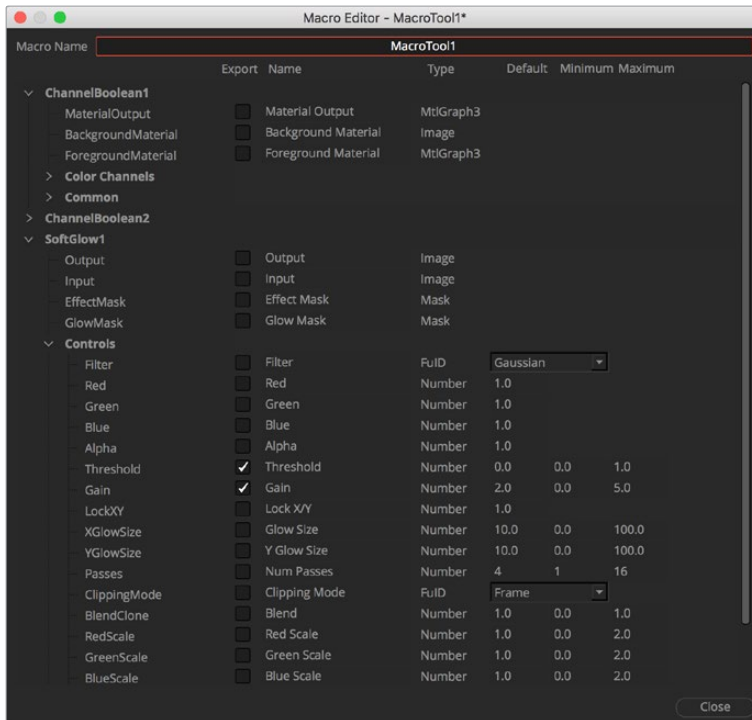 Macro Editor - MacroTool1*
Macro Name MacroTool1
Export Name Type Default Minimum Maximum
ChannelBoolean1
MaterialOutput Material Output MtlGraph3
BackgroundMaterial Background Material Image
ForegroundMaterial Foreground Material MtlGraph3
Color Channels
Common
ChannelBoolean2
SoftGlow1
Output Output Image
Input Input Image
EffectMask Effect Mask Mask
GlowMask Glow Mask Mask
Controls
Filter Filter FuID Gaussian
Red Red Number 1.0
Green Green Number 1.0
Blue Blue Number 1.0
Alpha Alpha Number 1.0
Threshold Threshold Number 0.0 0.0 1.0
Gain Gain Number 2.0 0.0 5.0
LockXY Lock X/Y Number 1.0
XGlowSize Glow Size Number 10.0 0.0 100.0
YGlowSize Y Glow Size Number 10.0 0.0 100.0
Passes Num Passes Number 4 1 16
ClippingMode Clipping Mode FuID Frame
BlendClone Blend Number 1.0 0.0 1.0
RedScale Red Scale Number 1.0 0.0 2.0
GreenScale Green Scale Number 1.0 0.0 2.0
BlueScale Blue Scale Number 1.0 0.0 2.0
Close